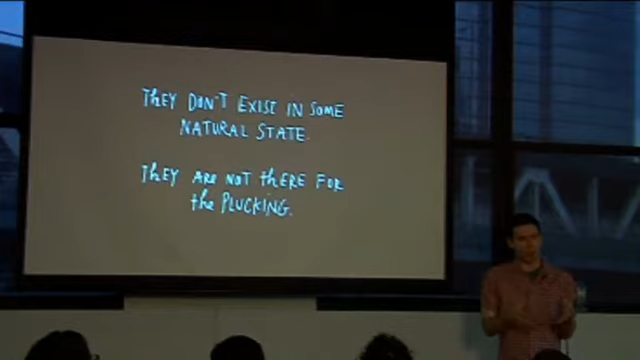 THEY DON'T EXIST IN SOME
NATURAL STATE.
THEY ARE NOT THERE FOR
the PLUCKING.